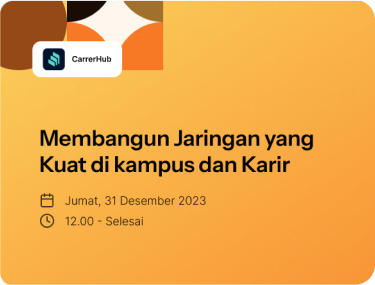 CarrerHub
Membangun Jaringan yang
Kuat di kampus dan Karir
Jumat, 31 Desember 2023
12.00 - Selesai